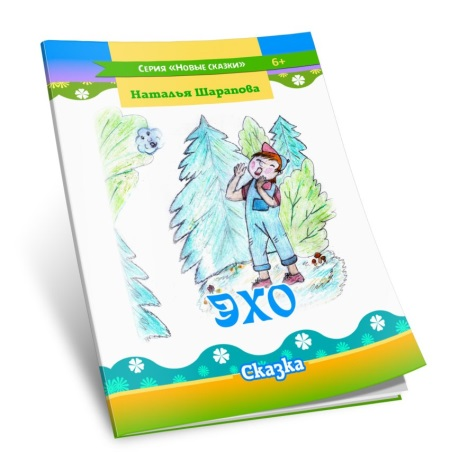 Серия «Новые сказки» 6+
Наталья Шарапова
ЭХО
Сказка